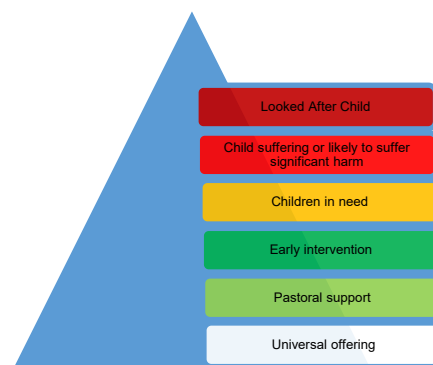 Looked After Child
Child suffering or likely to suffer
significant harm
Children in need
Early intervention
Pastoral support
Universal offering